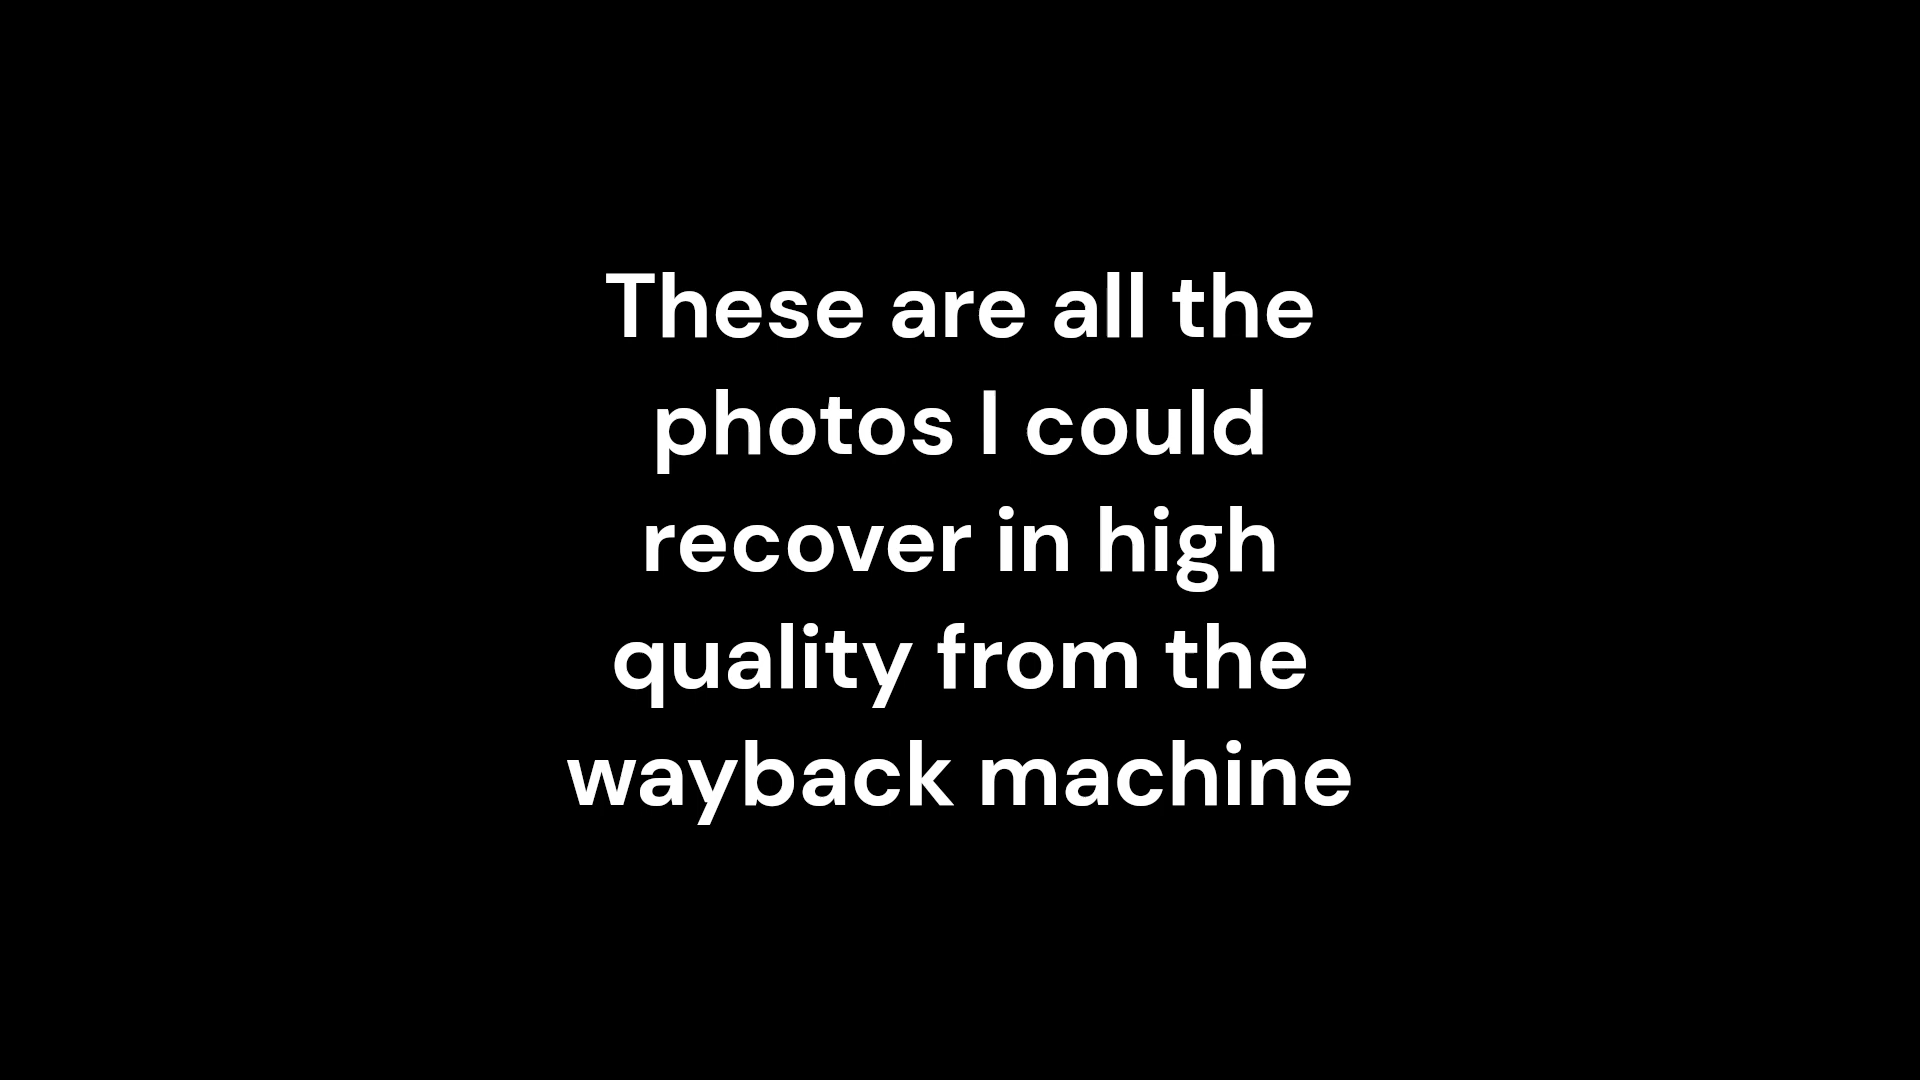 These are all the
photos I could
recover in high
quality from the
wayback machine